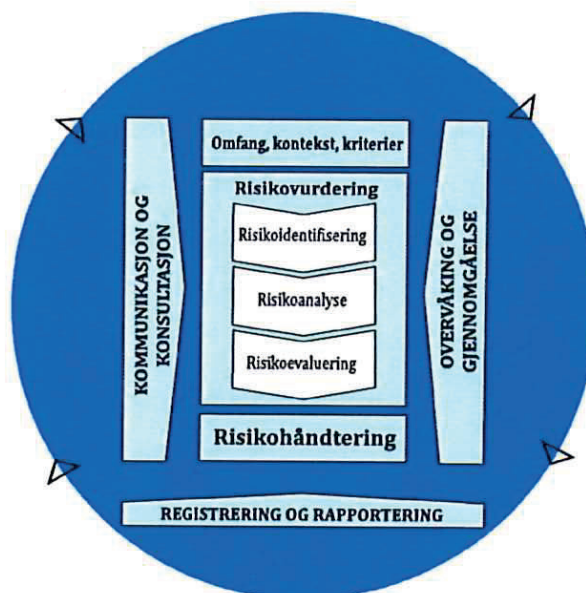 Omfang, kontekst, kriterier
Risikovurdering
Risikoidentifisering
Risikoanalyse
Risikoevaluering
Risikohåndtering
KOMMUNIKASJON OG
KONSULTASJON
OVERVÅKING OG
GJENNOMGÅELSE
REGISTRERING OG RAPPORTERING